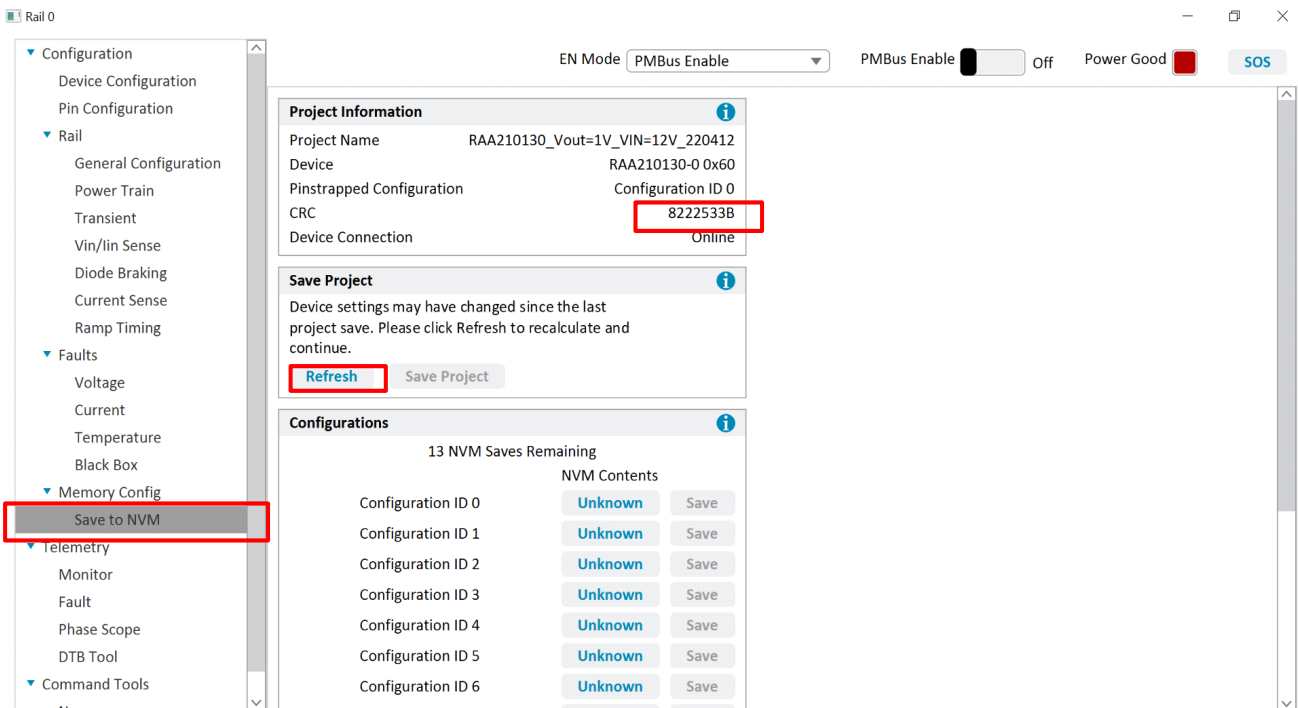 Rail 0
EN Mode PMBus Enable PMBus Enable Off Power Good SOS
Configuration
Device Configuration
Pin Configuration
Rail
General Configuration
Power Train
Transient
Vin/Iin Sense
Diode Braking
Current Sense
Ramp Timing
Faults
Voltage
Current
Temperature
Black Box
Memory Config
Save to NVM
Telemetry
Monitor
Fault
Phase Scope
DTB Tool
Command Tools
Project Information
Project Name RAA210130_Vout=1V_VIN=12V_220412
Device RAA210130-0 0x60
Pinstrapped Configuration Configuration ID 0
CRC 8222533B
Device Connection Online
Save Project
Device settings may have changed since the last
project save. Please click Refresh to recalculate and
continue.
Refresh Save Project
Configurations
13 NVM Saves Remaining
NVM Contents
Configuration ID 0 Unknown Save
Configuration ID 1 Unknown Save
Configuration ID 2 Unknown Save
Configuration ID 3 Unknown Save
Configuration ID 4 Unknown Save
Configuration ID 5 Unknown Save
Configuration ID 6 Unknown Save